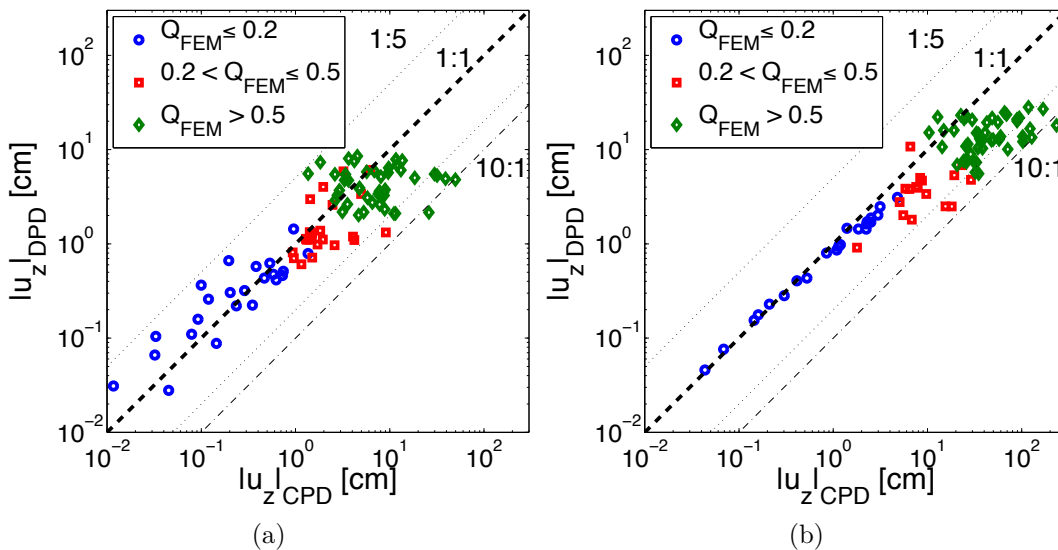 10^2
10^1
10^0
10^-1
10^-2
|u_z|_DPD [cm]
Q_FEM ≤ 0.2
0.2 < Q_FEM ≤ 0.5
Q_FEM > 0.5
1:5
1:1
10:1
10^-2 10^-1 10^0 10^1 10^2
|u_z|_CPD [cm]
(a)
10^2
10^1
10^0
10^-1
10^-2
|u_z|_DPD [cm]
Q_FEM ≤ 0.2
0.2 < Q_FEM ≤ 0.5
Q_FEM > 0.5
1:5
1:1
10:1
10^-2 10^-1 10^0 10^1 10^2
|u_z|_CPD [cm]
(b)